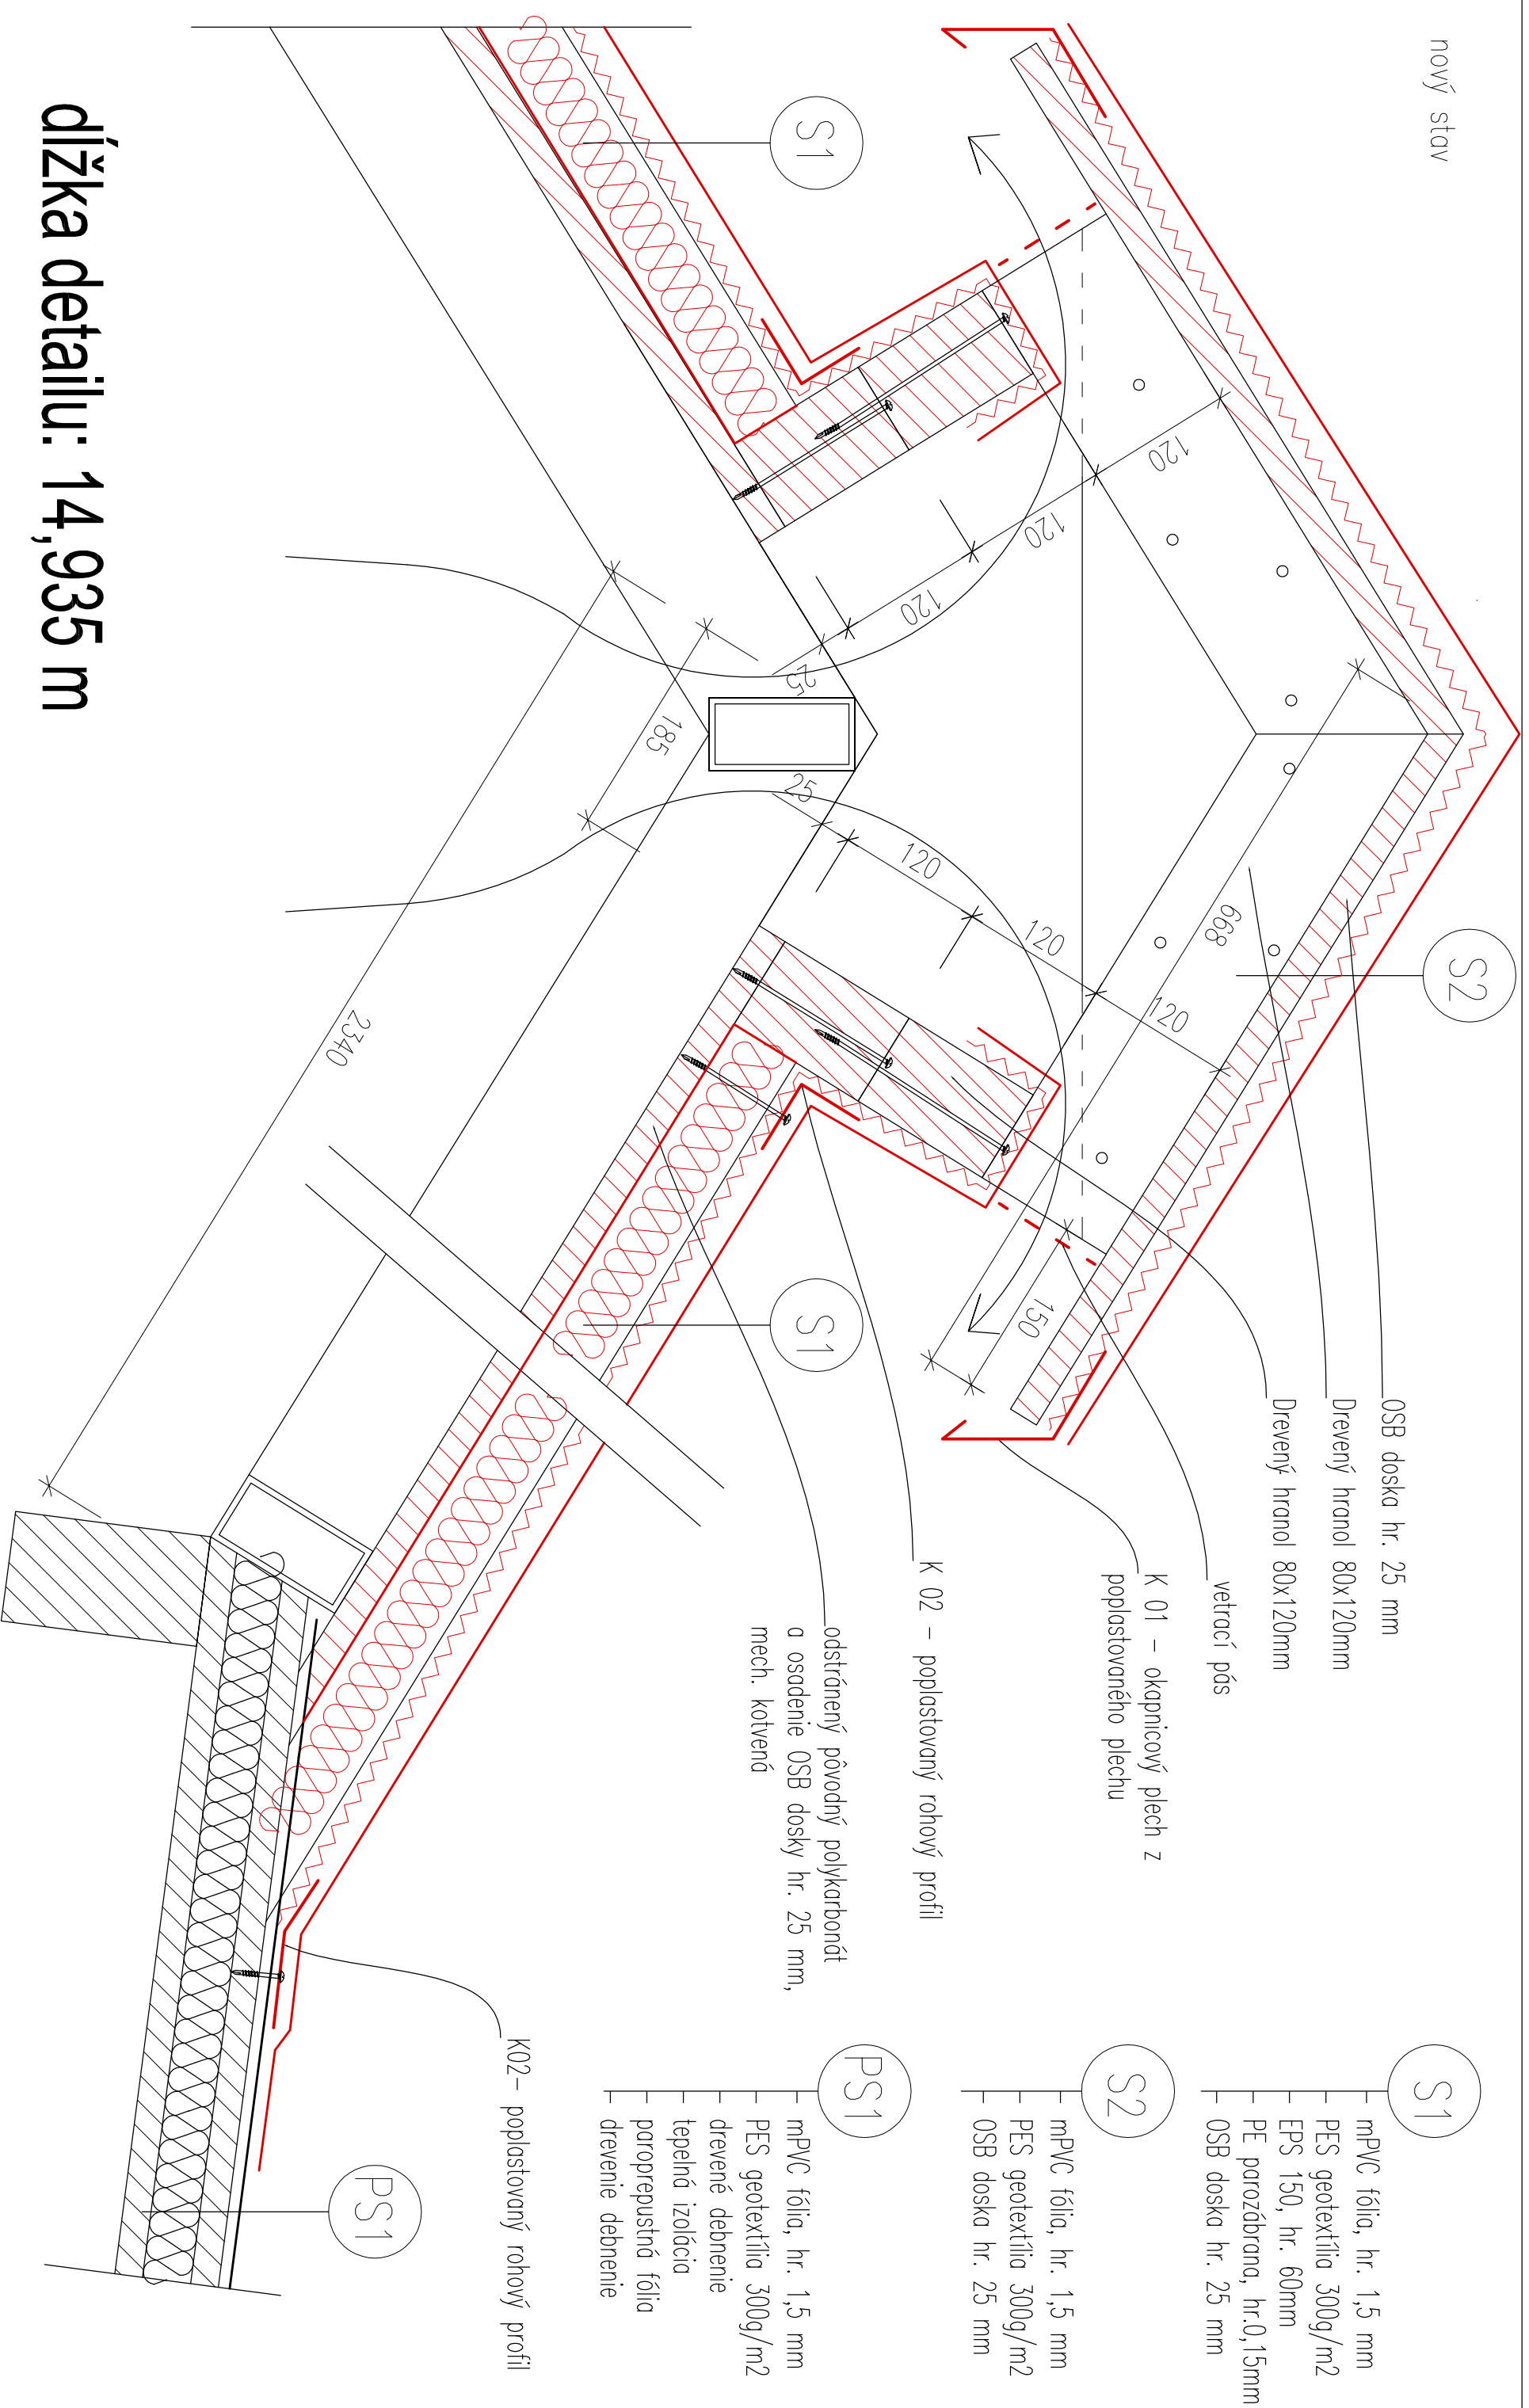 nový stav
S2
OSB doska hr. 25 mm
Drevený hranol 80x120mm
Drevený hranol 80x120mm
vetrací pás
K 01 – okapnicový plech z
poplastovaného plechu
K 02 – poplastovaný rohový profil
odstránený pôvodný polykarbonát
a osadenie OSB dosky hr. 25 mm,
mech. kotvená
K02– poplastovaný rohový profil
S1
S1
PS1
120
120
120
25
185
25
120
120
120
668
150
2340
S1
mPVC fólia, hr. 1,5 mm
PES geotextília 300g/m2
EPS 150, hr. 60mm
PE parozábrana, hr.0,15mm
OSB doska hr. 25 mm
S2
mPVC fólia, hr. 1,5 mm
PES geotextília 300g/m2
OSB doska hr. 25 mm
PS1
mPVC fólia, hr. 1,5 mm
PES geotextília 300g/m2
drevené debnenie
tepelná izolácia
paroprepustná fólia
drevenie debnenie
dĺžka detailu: 14,935 m